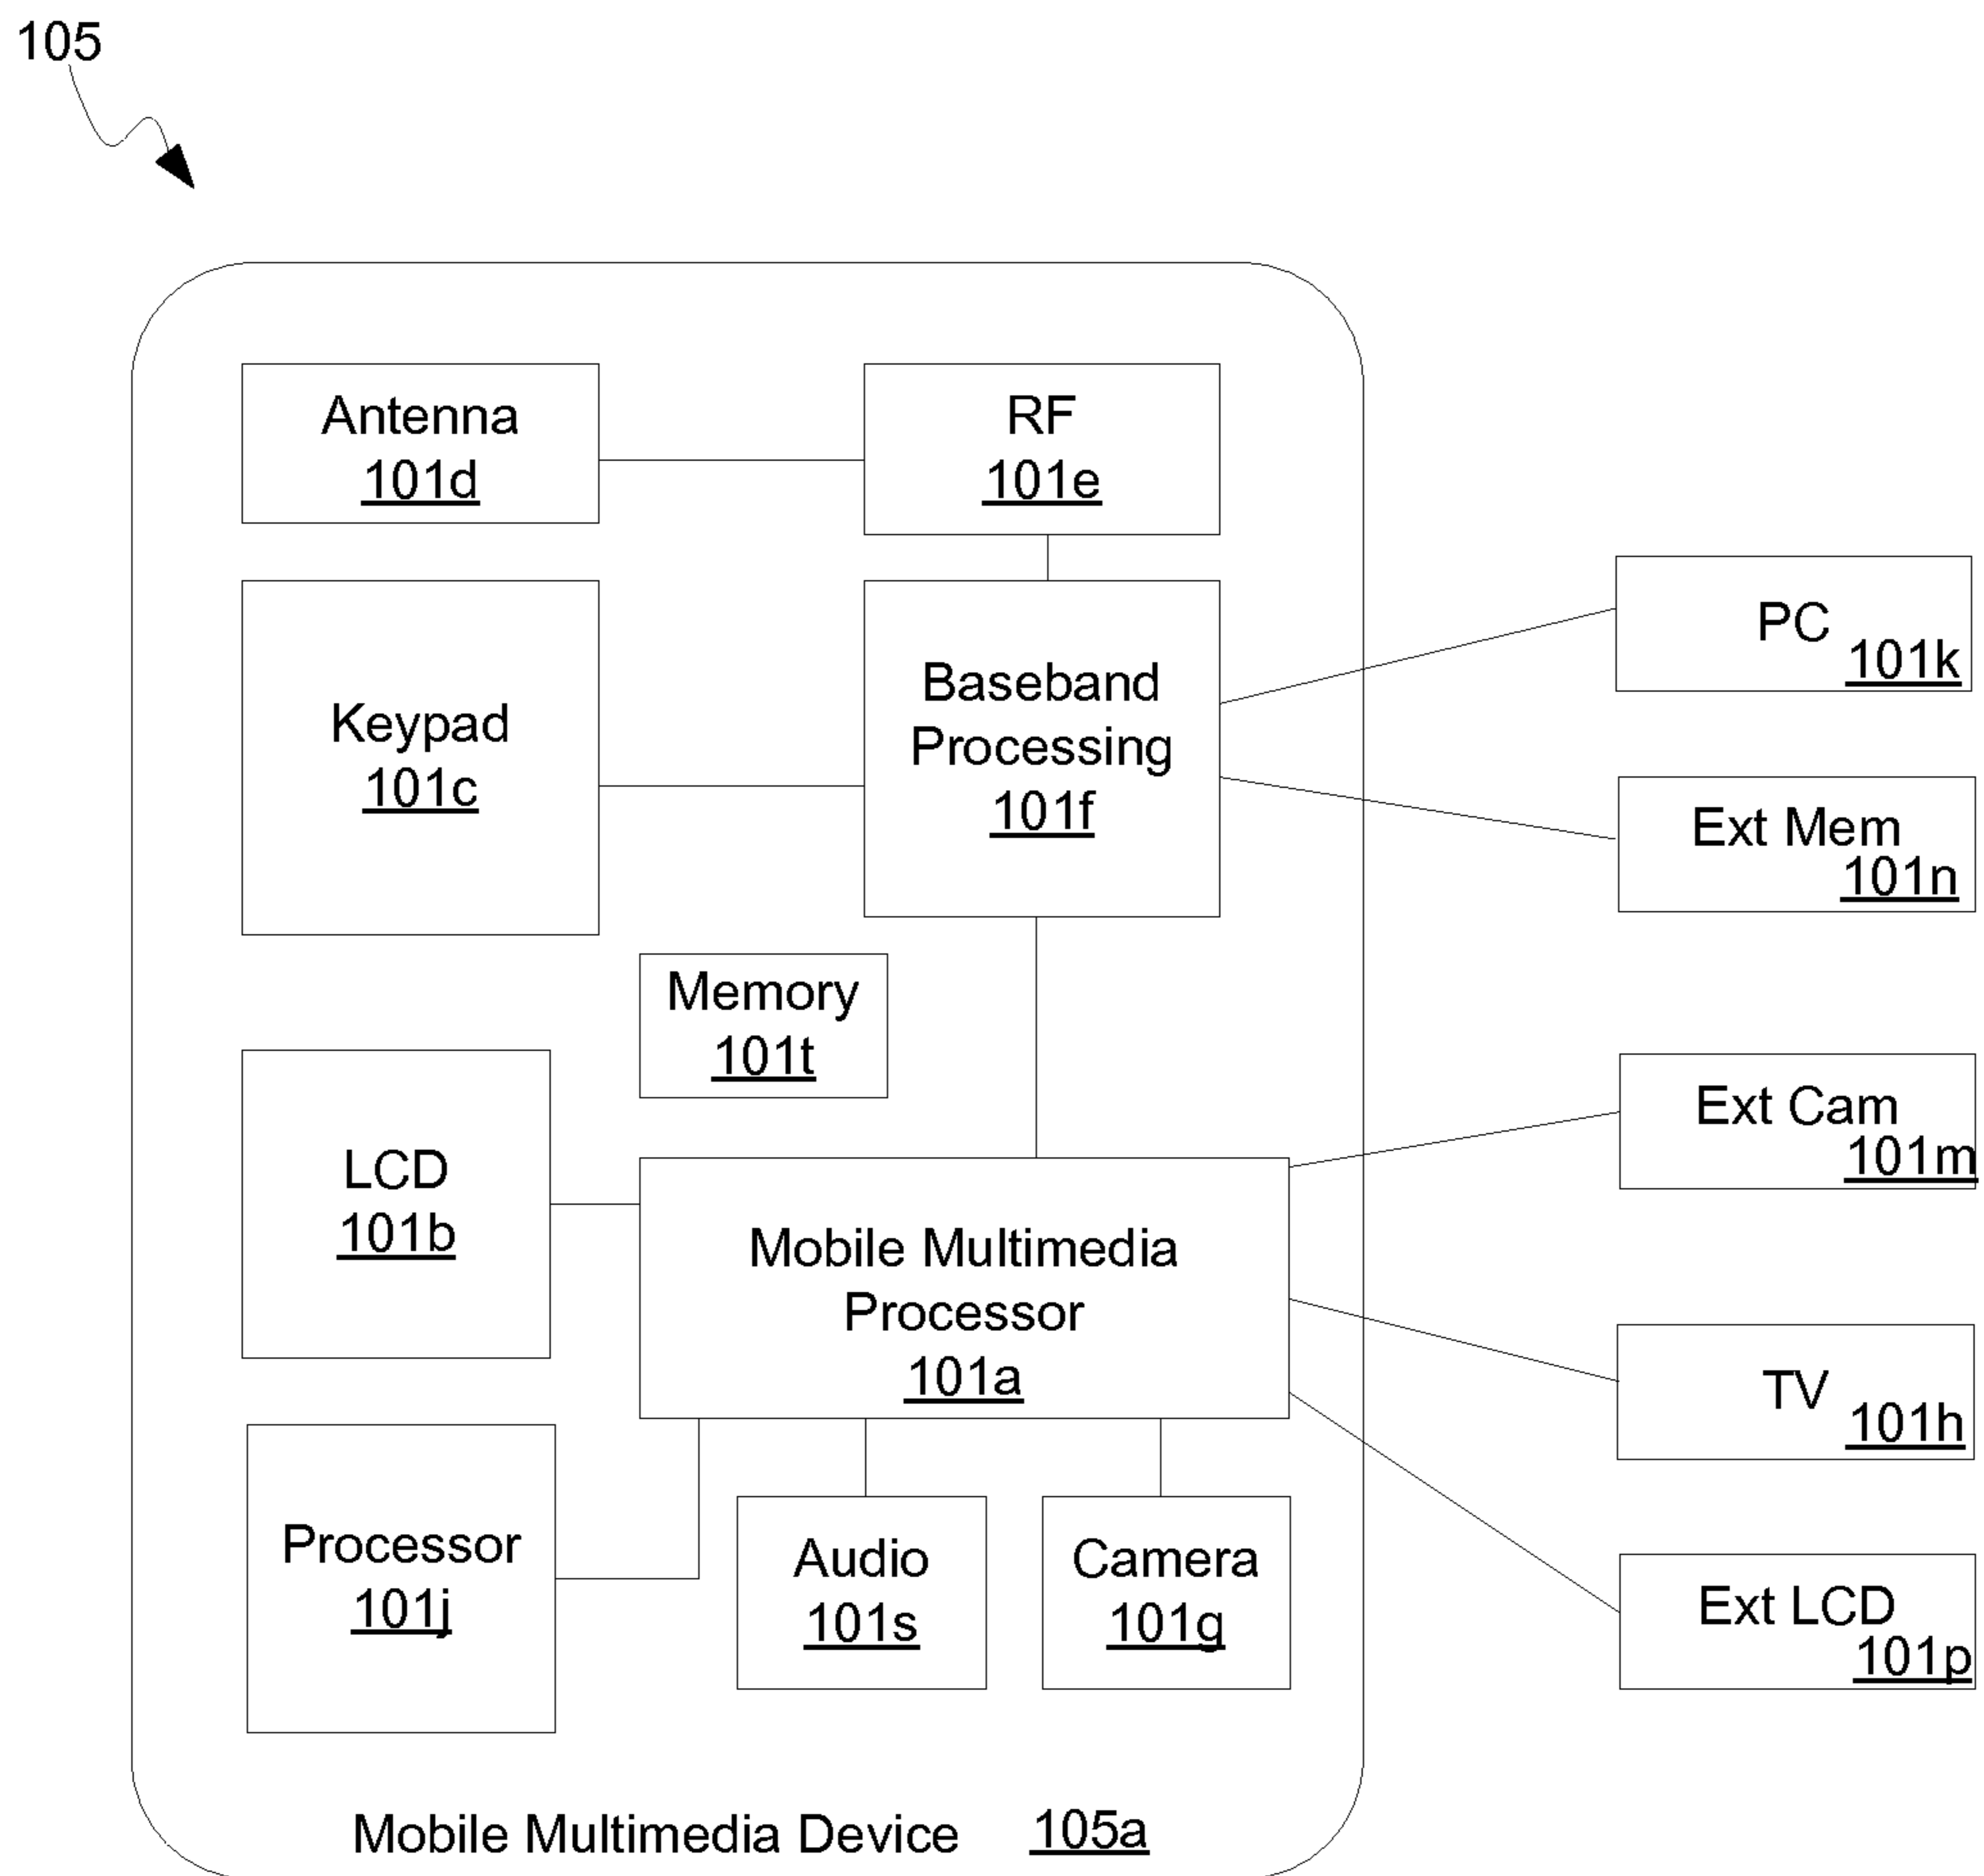 105
Antenna
101d
RF
101e
Keypad
101c
Baseband
Processing
101f
PC
101k
Ext Mem
101n
Memory
101t
LCD
101b
Mobile Multimedia
Processor
101a
Ext Cam
101m
TV
101h
Processor
101j
Audio
101s
Camera
101g
Ext LCD
101p
Mobile Multimedia Device 105a